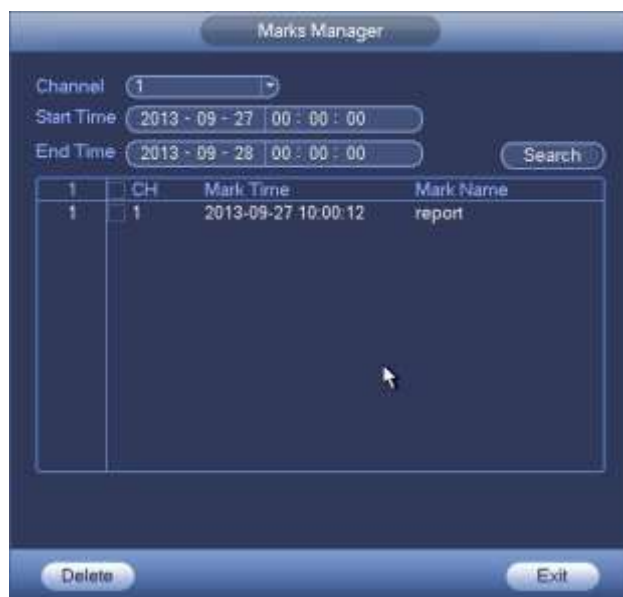 Marks Manager
Channel 1
Start Time 2013 - 09 - 27 00 : 00 : 00
End Time 2013 - 09 - 28 00 : 00 : 00
Search
1 CH Mark Time Mark Name
1 1 2013-09-27 10:00:12 report
Delete Exit